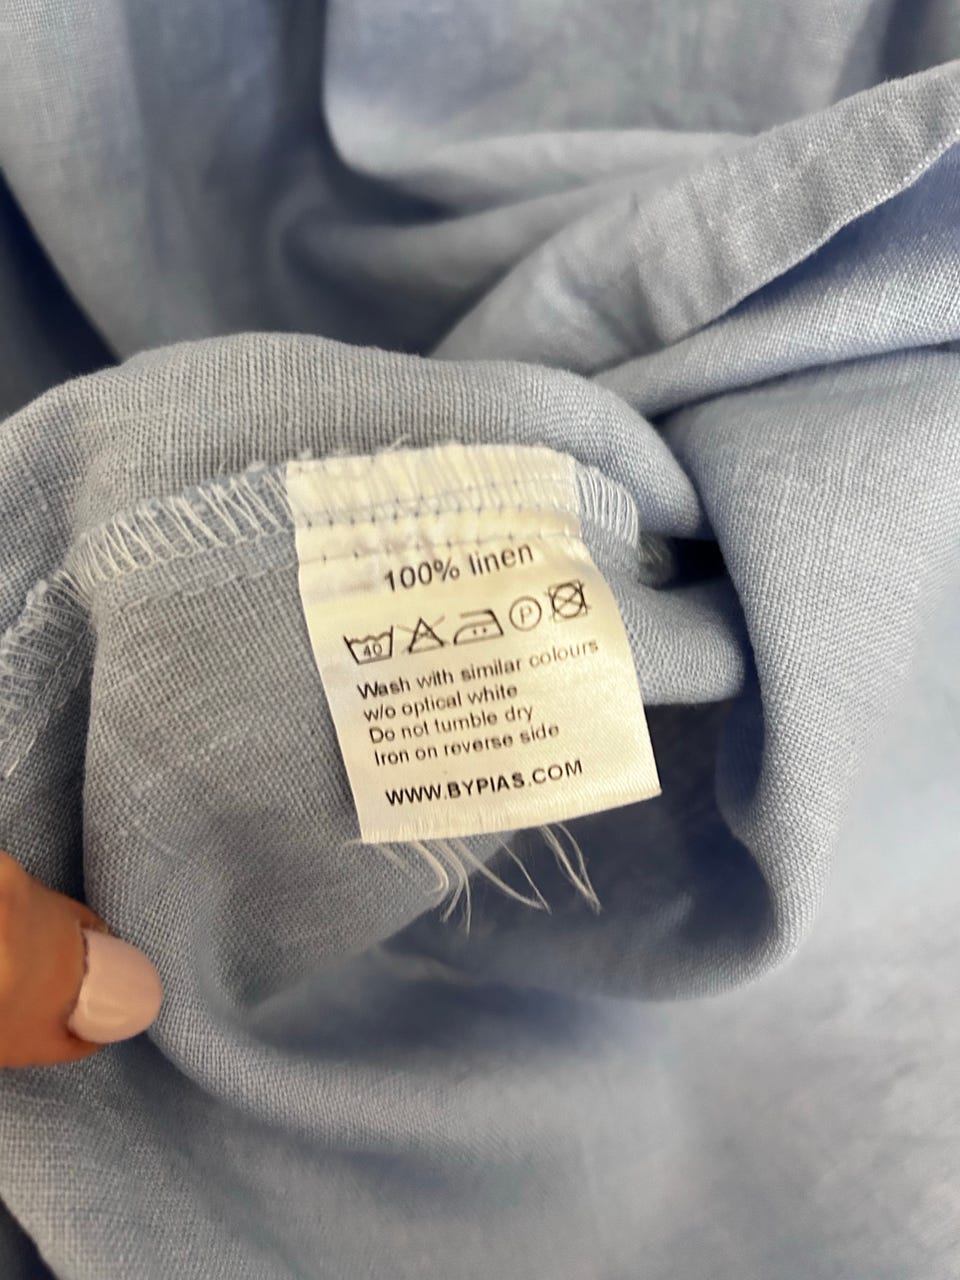 100% linen
40 P
Wash with similar colours
w/o optical white
Do not tumble dry
Iron on reverse side
WWW.BYPIAS.COM